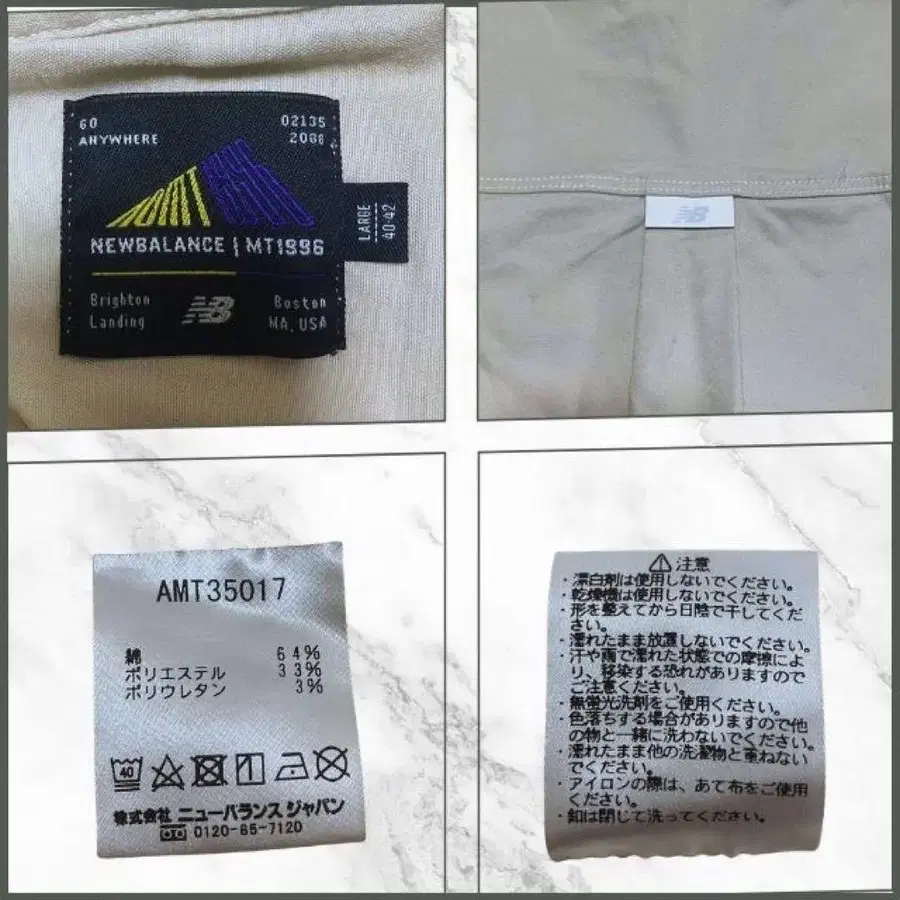 60 02135
ANYWHERE 2088
NB MT
NEWBALANCE | MT1996
LARGE
40-42
Brighton Boston
Landing NB MA, USA
NB
AMT35017
綿 64%
ポリエステル 33%
ポリウレタン 3%
40
株式会社 ニューバランス ジャパン
0120-85-7120
注意
・漂白剤は使用しないでください。
・乾燥機は使用しないでください。
・形を整えてから日陰で干してくだ
さい。
・濡れたまま放置しないでください。
・汗や雨で濡れた状態での摩擦によ
り、移染する恐れがありますので
ご注意ください。
・無蛍光洗剤をご使用ください。
・色落ちする場合がありますので他
の物と一緒に洗わないでください。
・濡れたまま他の洗濯物と重ねない
でください。
・アイロンの際は、あて布をご使用
ください。
・釦は閉じて洗ってください。